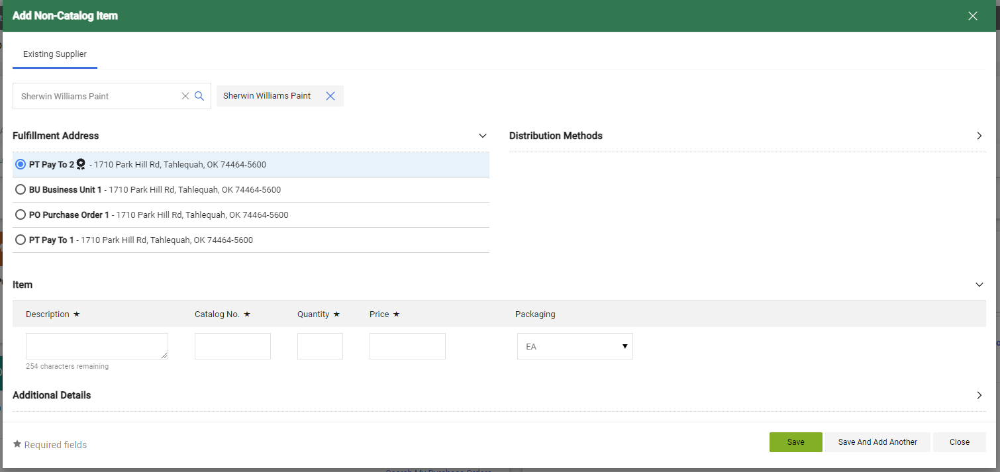 Add Non-Catalog Item
Existing Supplier
Sherwin Williams Paint
Sherwin Williams Paint
Fulfillment Address
Distribution Methods
PT Pay To 2 - 1710 Park Hill Rd, Tahlequah, OK 74464-5600
BU Business Unit 1 - 1710 Park Hill Rd, Tahlequah, OK 74464-5600
PO Purchase Order 1 - 1710 Park Hill Rd, Tahlequah, OK 74464-5600
PT Pay To 1 - 1710 Park Hill Rd, Tahlequah, OK 74464-5600
Item
Description ★ Catalog No. ★ Quantity ★ Price ★ Packaging
EA
254 characters remaining
Additional Details
★ Required fields
Save Save And Add Another Close
Search My Purchase Orders